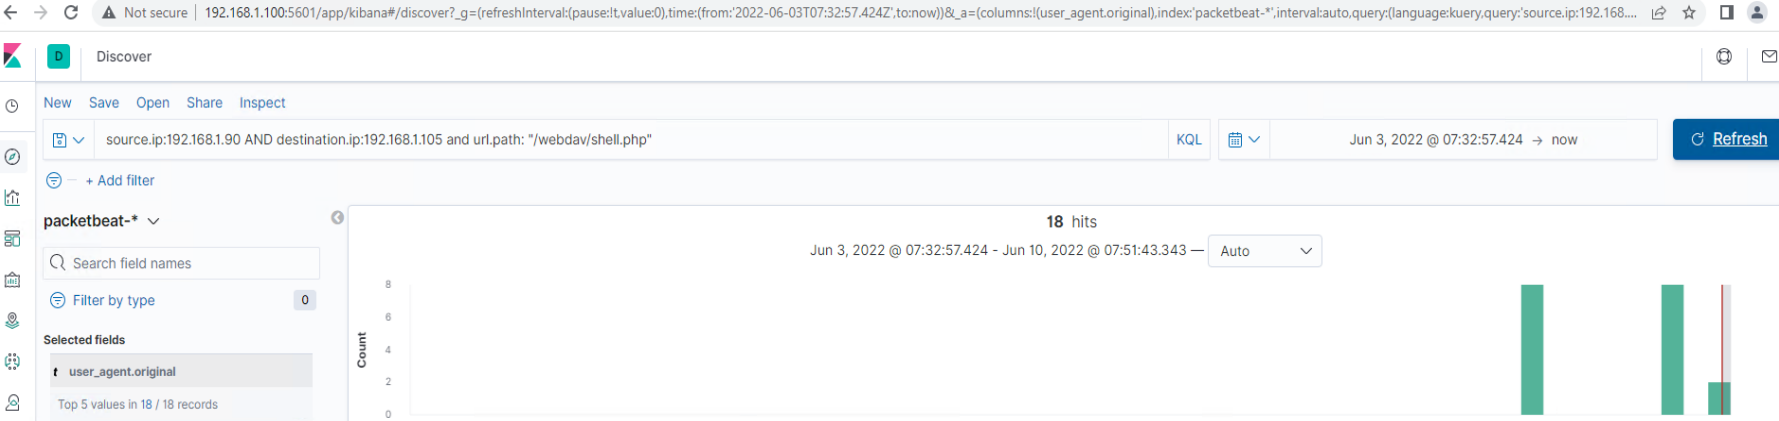 Not secure | 192.168.1.100:5601/app/kibana#/discover?_g=(refreshInterval:(pause:!t,value:0),time:(from:'2022-06-03T07:32:57.424Z',to:now))&_a=(columns:!(user_agent.original),index:'packetbeat-*',interval:auto,query:(language:kuery,query:'source.ip:192.168....
D Discover
New Save Open Share Inspect
source.ip:192.168.1.90 AND destination.ip:192.168.1.105 and url.path: "/webdav/shell.php" KQL Jun 3, 2022 @ 07:32:57.424 → now Refresh
+ Add filter
packetbeat-*
18 hits
Jun 3, 2022 @ 07:32:57.424 - Jun 10, 2022 @ 07:51:43.343 — Auto
Search field names
Filter by type 0
Selected fields
t user_agent.original
Top 5 values in 18 / 18 records
Count
8
6
4
2
0